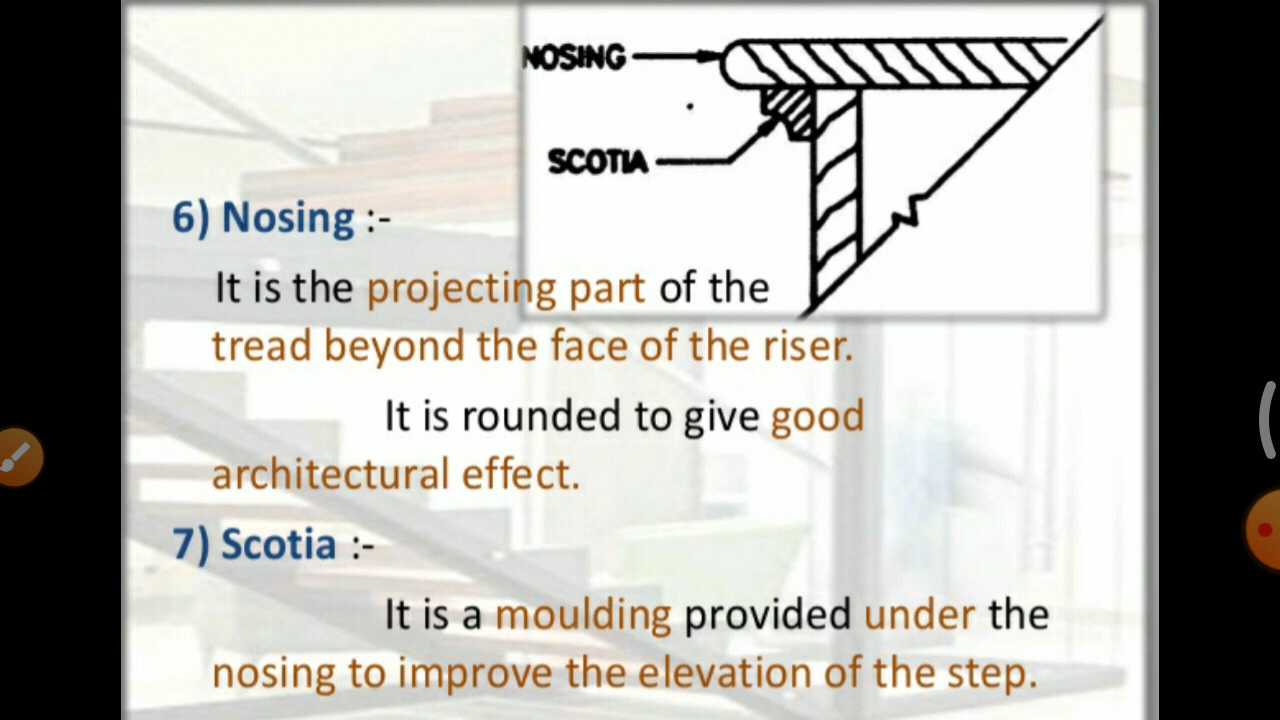 NOSING
SCOTIA
6) Nosing :-
It is the projecting part of the
tread beyond the face of the riser.
It is rounded to give good
architectural effect.
7) Scotia :-
It is a moulding provided under the
nosing to improve the elevation of the step.